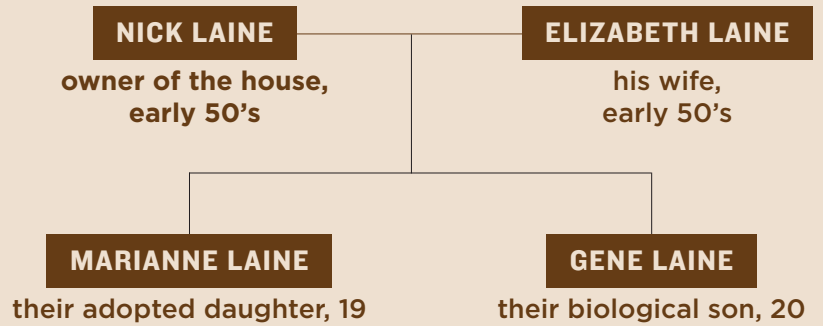 NICK LAINE
owner of the house,
early 50’s
ELIZABETH LAINE
his wife,
early 50’s
MARIANNE LAINE
their adopted daughter, 19
GENE LAINE
their biological son, 20